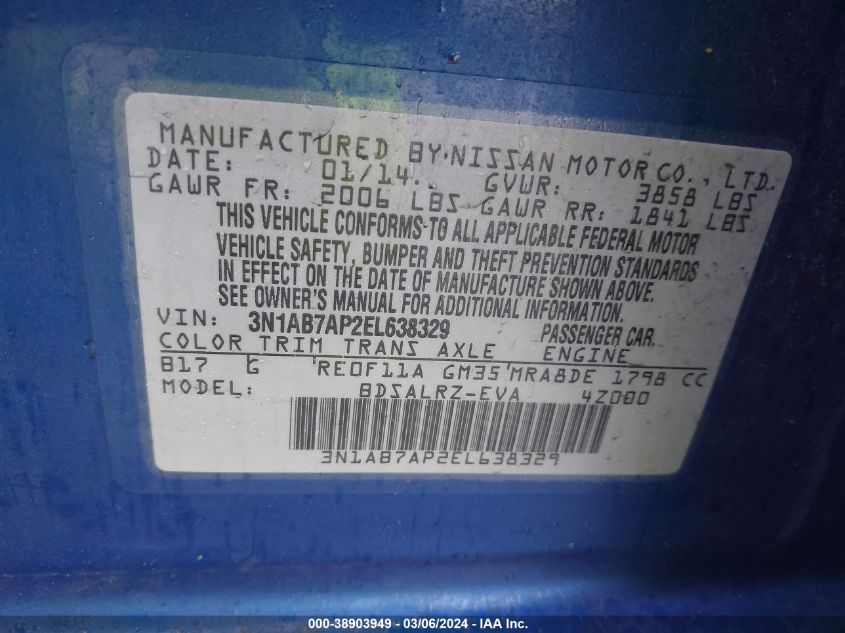 MANUFACTURED BY·NISSAN MOTOR CO., LTD.
DATE: 01/14.. GVWR: 3858 LBS
GAWR FR: 2006 LBS GAWR RR: 1841 LBS
THIS VEHICLE CONFORMS TO ALL APPLICABLE FEDERAL MOTOR
VEHICLE SAFETY, BUMPER AND THEFT PREVENTION STANDARDS
IN EFFECT ON THE DATE OF MANUFACTURE SHOWN ABOVE.
SEE OWNER'S MANUAL FOR ADDITIONAL INFORMATION.
VIN: 3N1AB7AP2EL638329 PASSENGER CAR.
COLOR TRIM TRANS AXLE ENGINE
B17 G RE0F11A GM35 MRA8DE 1798 CC
MODEL: BDSALRZ-EVA 4Z000
3N1AB7AP2EL638329
000-38903949 - 03/06/2024 - IAA Inc.